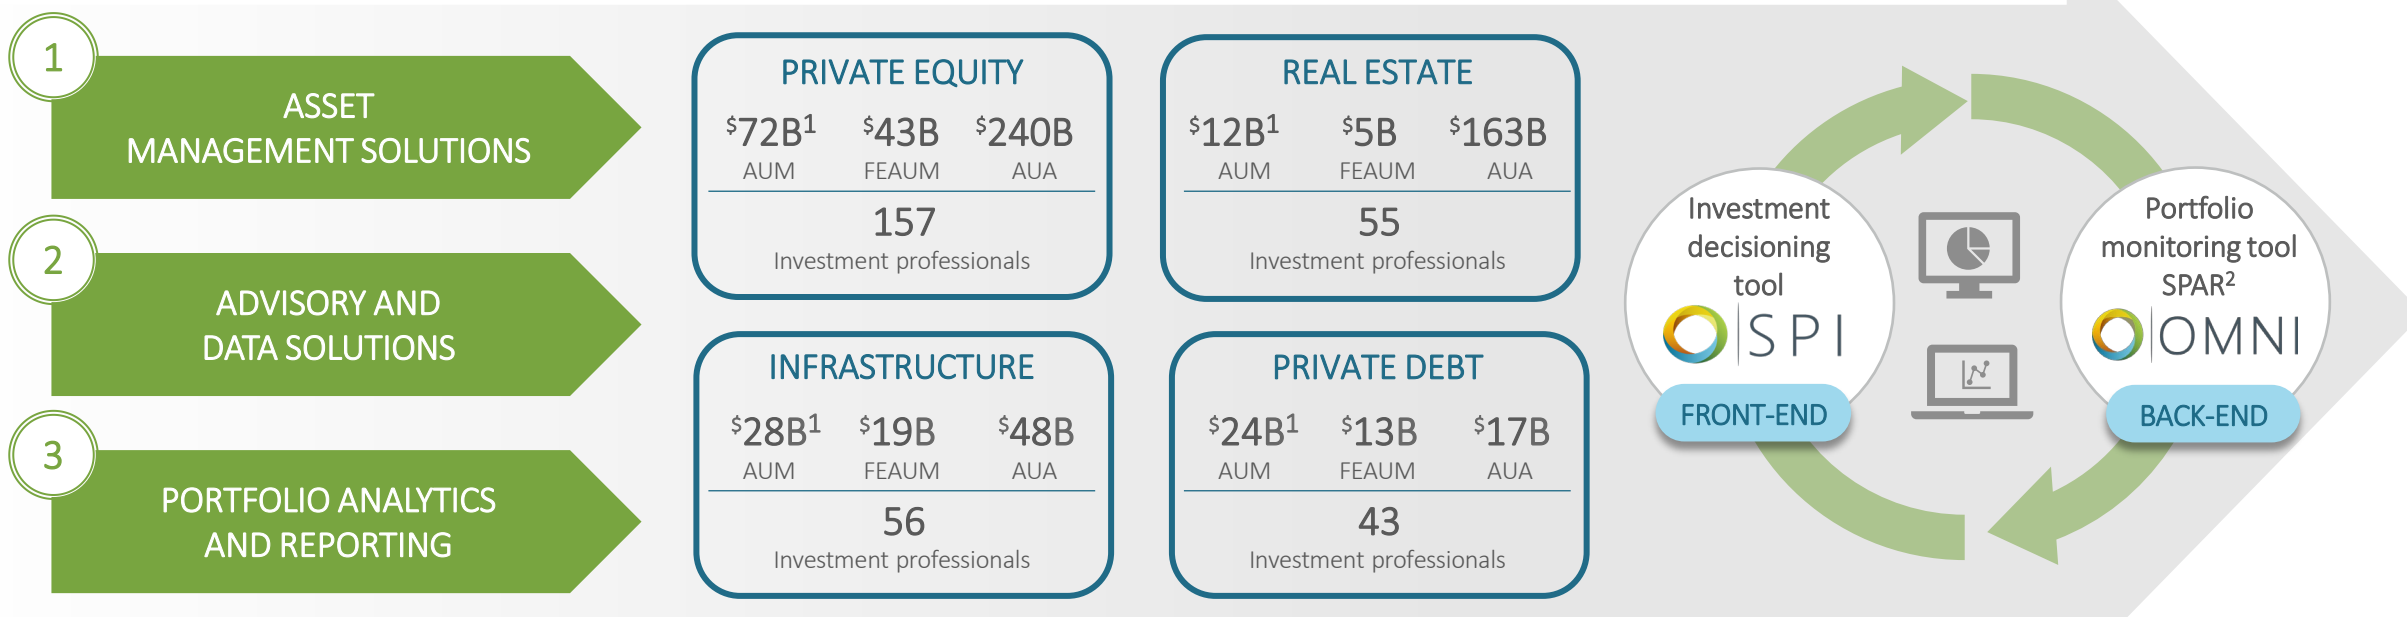 1
ASSET
MANAGEMENT SOLUTIONS
2
ADVISORY AND
DATA SOLUTIONS
3
PORTFOLIO ANALYTICS
AND REPORTING
PRIVATE EQUITY
$72B1 $43B $240B
AUM FEAUM AUA
157
Investment professionals
REAL ESTATE
$12B1 $5B $163B
AUM FEAUM AUA
55
Investment professionals
INFRASTRUCTURE
$28B1 $19B $48B
AUM FEAUM AUA
56
Investment professionals
PRIVATE DEBT
$24B1 $13B $17B
AUM FEAUM AUA
43
Investment professionals
Investment
decisioning
tool
SPI
FRONT-END
Portfolio
monitoring tool
SPAR2
OMNI
BACK-END